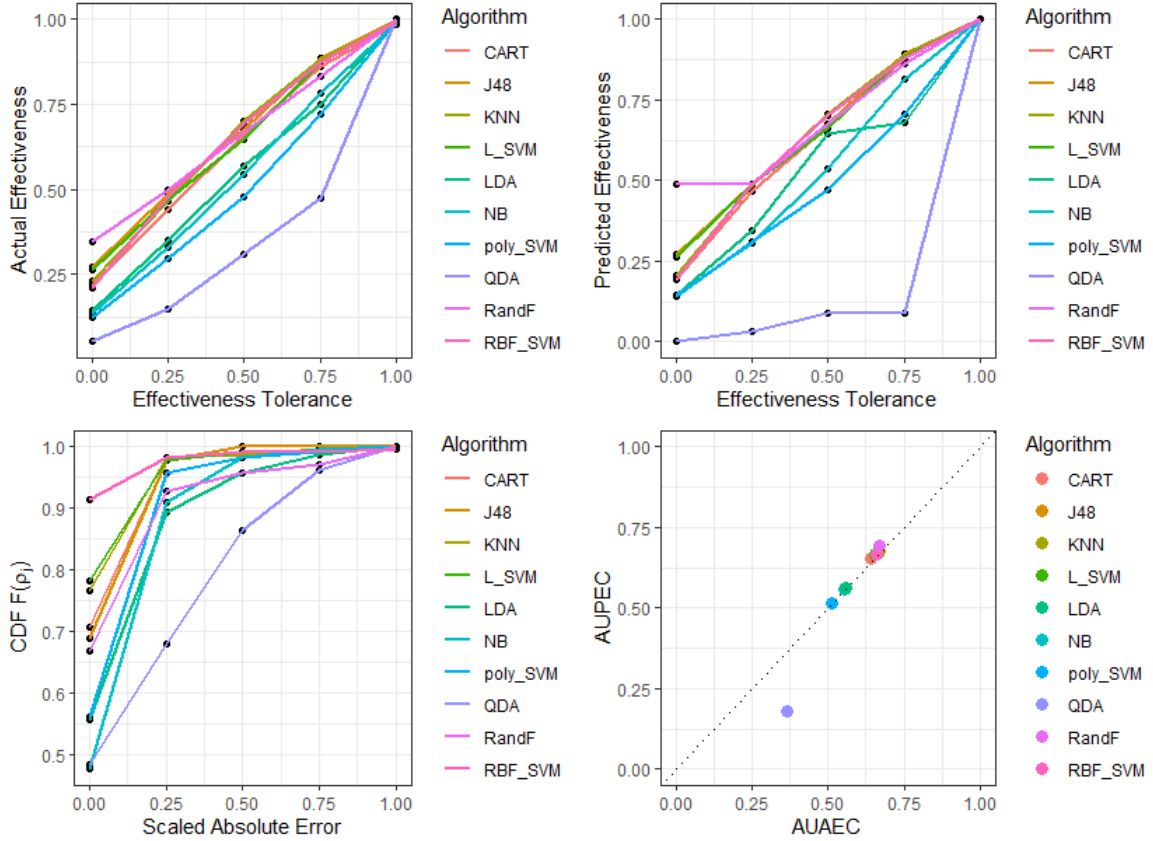 Actual Effectiveness
1.00
0.75
0.50
0.25
0.00 0.25 0.50 0.75 1.00
Effectiveness Tolerance
Algorithm
CART
J48
KNN
L_SVM
LDA
NB
poly_SVM
QDA
RandF
RBF_SVM
Predicted Effectiveness
1.00
0.75
0.50
0.25
0.00
0.00 0.25 0.50 0.75 1.00
Effectiveness Tolerance
Algorithm
CART
J48
KNN
L_SVM
LDA
NB
poly_SVM
QDA
RandF
RBF_SVM
CDF F(ρj)
1.0
0.9
0.8
0.7
0.6
0.5
0.00 0.25 0.50 0.75 1.00
Scaled Absolute Error
Algorithm
CART
J48
KNN
L_SVM
LDA
NB
poly_SVM
QDA
RandF
RBF_SVM
AUPEC
1.00
0.75
0.50
0.25
0.00
0.00 0.25 0.50 0.75 1.00
AUAEC
Algorithm
CART
J48
KNN
L_SVM
LDA
NB
poly_SVM
QDA
RandF
RBF_SVM